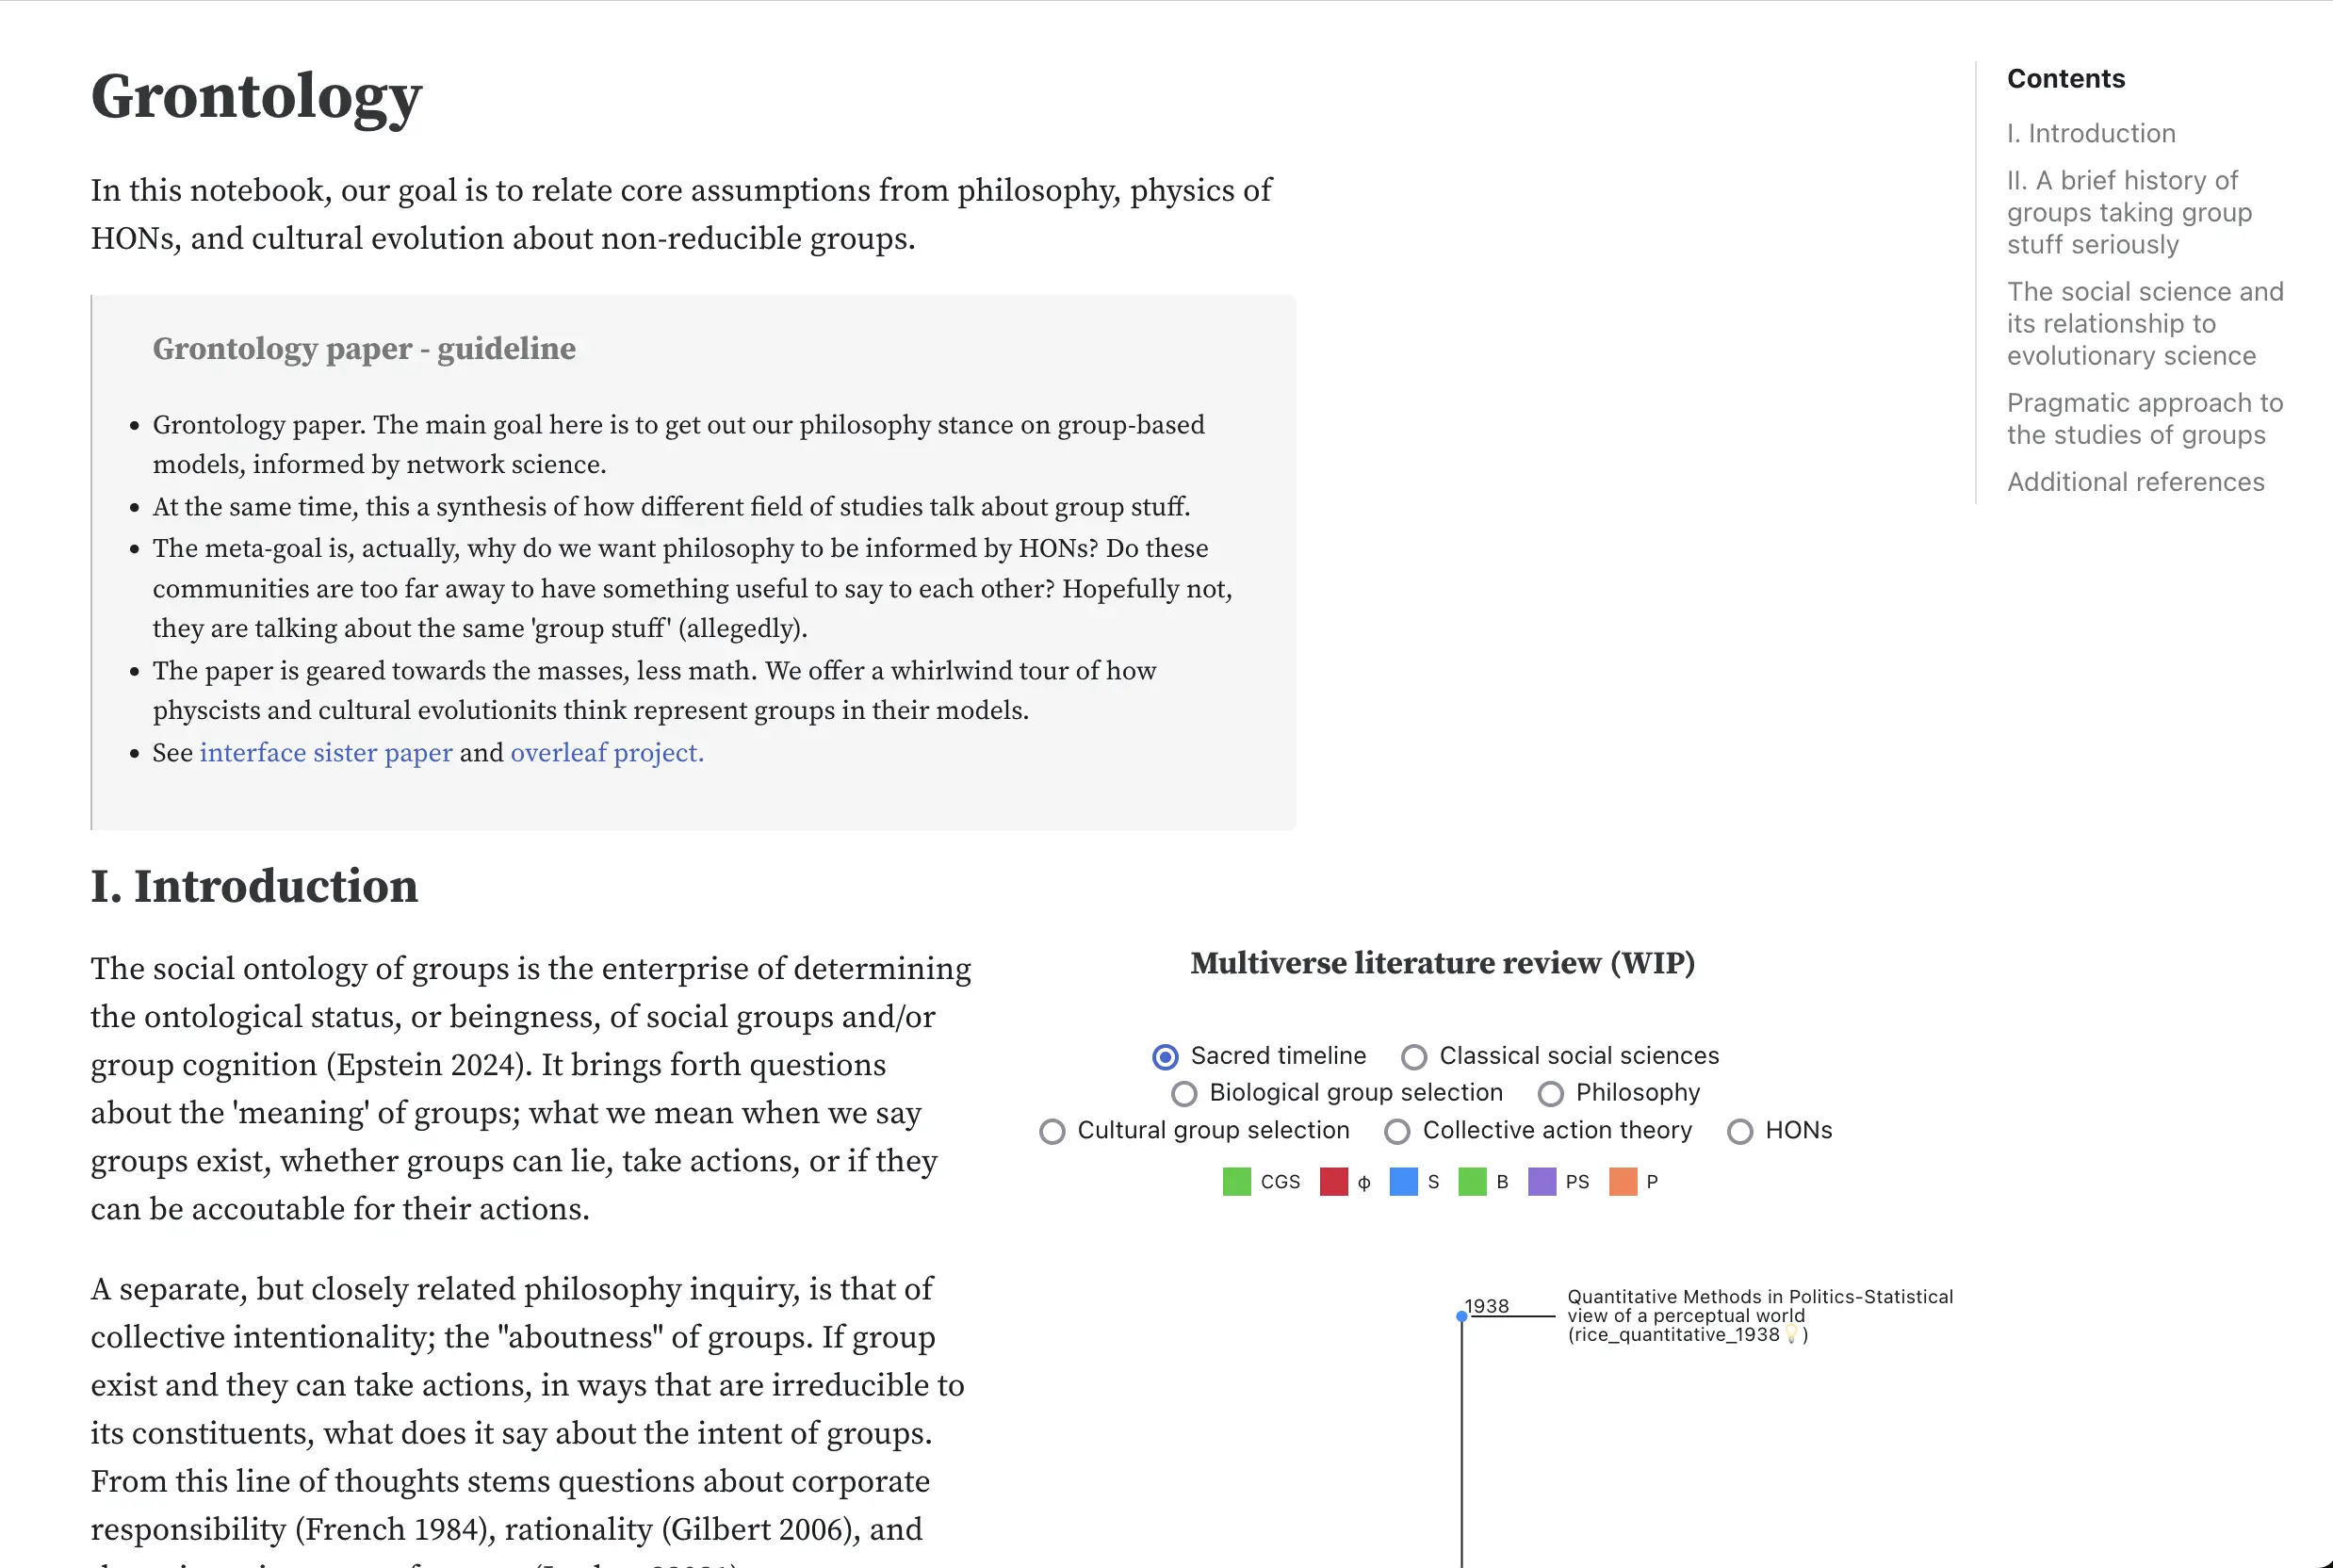 Grontology
In this notebook, our goal is to relate core assumptions from philosophy, physics of
HONs, and cultural evolution about non-reducible groups.
Grontology paper - guideline
• Grontology paper. The main goal here is to get out our philosophy stance on group-based
models, informed by network science.
• At the same time, this a synthesis of how different field of studies talk about group stuff.
• The meta-goal is, actually, why do we want philosophy to be informed by HONs? Do these
communities are too far away to have something useful to say to each other? Hopefully not,
they are talking about the same 'group stuff' (allegedly).
• The paper is geared towards the masses, less math. We offer a whirlwind tour of how
physcists and cultural evolutionits think represent groups in their models.
• See interface sister paper and overleaf project.
I. Introduction
The social ontology of groups is the enterprise of determining
the ontological status, or beingness, of social groups and/or
group cognition (Epstein 2024). It brings forth questions
about the 'meaning' of groups; what we mean when we say
groups exist, whether groups can lie, take actions, or if they
can be accoutable for their actions.
A separate, but closely related philosophy inquiry, is that of
collective intentionality; the "aboutness" of groups. If group
exist and they can take actions, in ways that are irreducible to
its constituents, what does it say about the intent of groups.
From this line of thoughts stems questions about corporate
responsibility (French 1984), rationality (Gilbert 2006), and
Multiverse literature review (WIP)
Sacred timeline Classical social sciences
Biological group selection Philosophy
Cultural group selection Collective action theory HONs
CGS ϕ S B PS P
1938
Quantitative Methods in Politics-Statistical
view of a perceptual world
(rice_quantitative_1938💡)
Contents
I. Introduction
II. A brief history of
groups taking group
stuff seriously
The social science and
its relationship to
evolutionary science
Pragmatic approach to
the studies of groups
Additional references